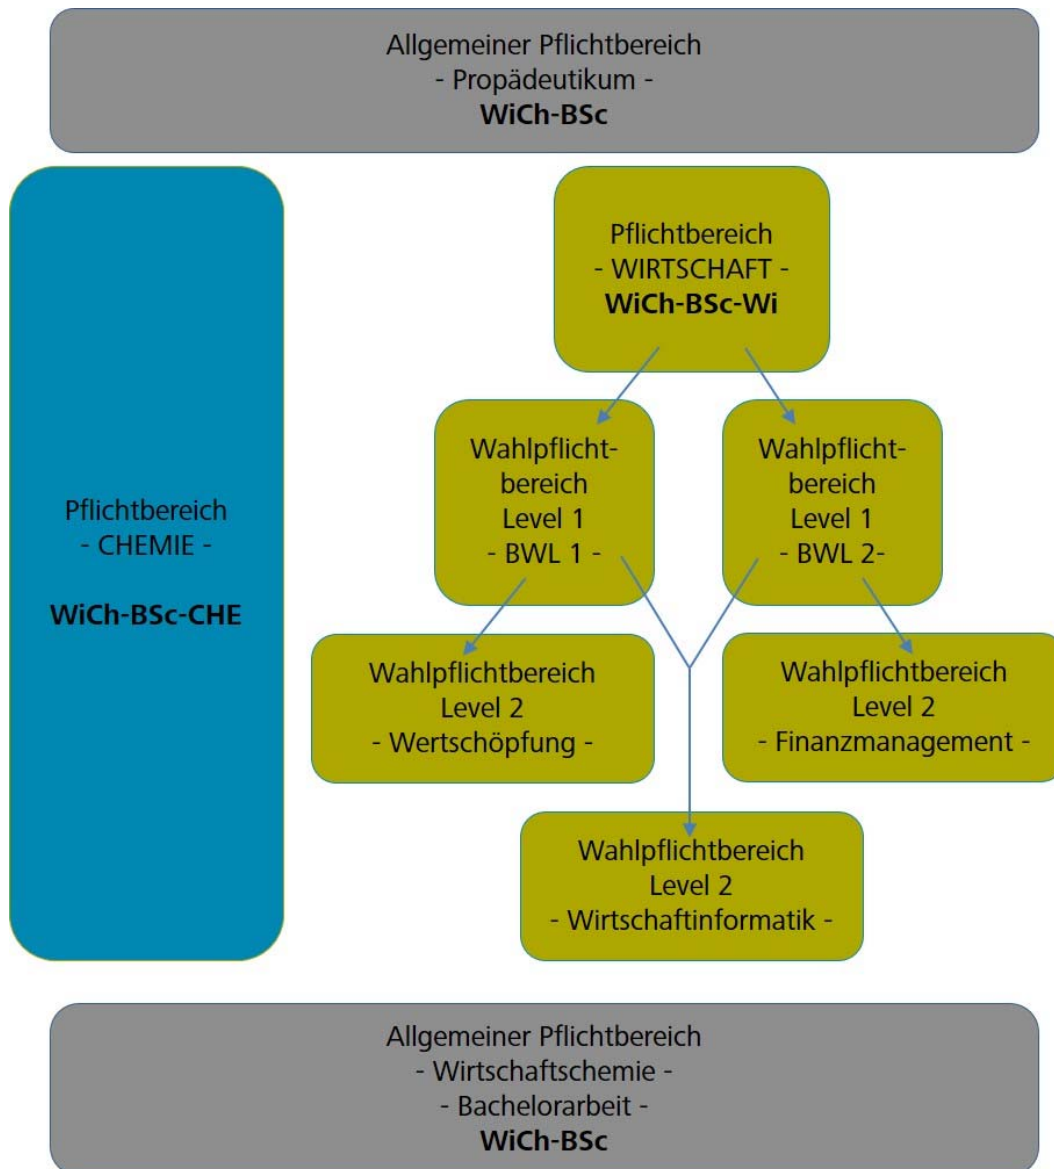 Allgemeiner Pflichtbereich
- Propädeutikum -
WiCh-BSc
Pflichtbereich
- CHEMIE -
WiCh-BSc-CHE
Pflichtbereich
- WIRTSCHAFT -
WiCh-BSc-Wi
Wahlpflicht-
bereich
Level 1
- BWL 1 -
Wahlpflicht-
bereich
Level 1
- BWL 2-
Wahlpflichtbereich
Level 2
- Wertschöpfung -
Wahlpflichtbereich
Level 2
- Finanzmanagement -
Wahlpflichtbereich
Level 2
- Wirtschaftinformatik -
Allgemeiner Pflichtbereich
- Wirtschaftschemie -
- Bachelorarbeit -
WiCh-BSc